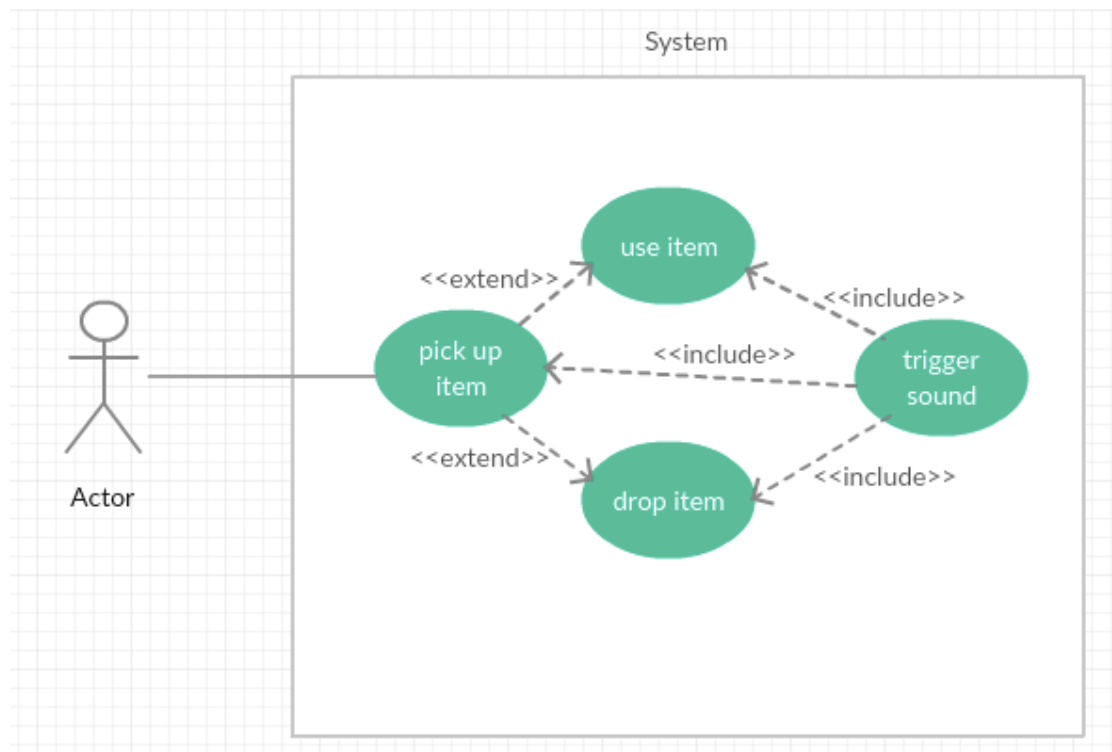 System
use item
<<extend>>
<<include>>
pick up
item
<<include>>
trigger
sound
<<extend>>
<<include>>
drop item
Actor